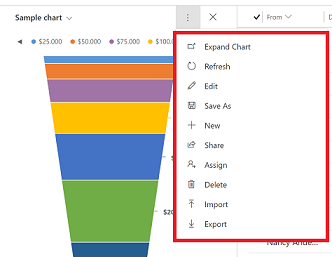 Sample chart
From
$25,000 $50,000 $75,000 $100.0
Expand Chart
Refresh
Edit
Save As
New
Share
Assign
Delete
Import
Export
$20
Nancy Ande...